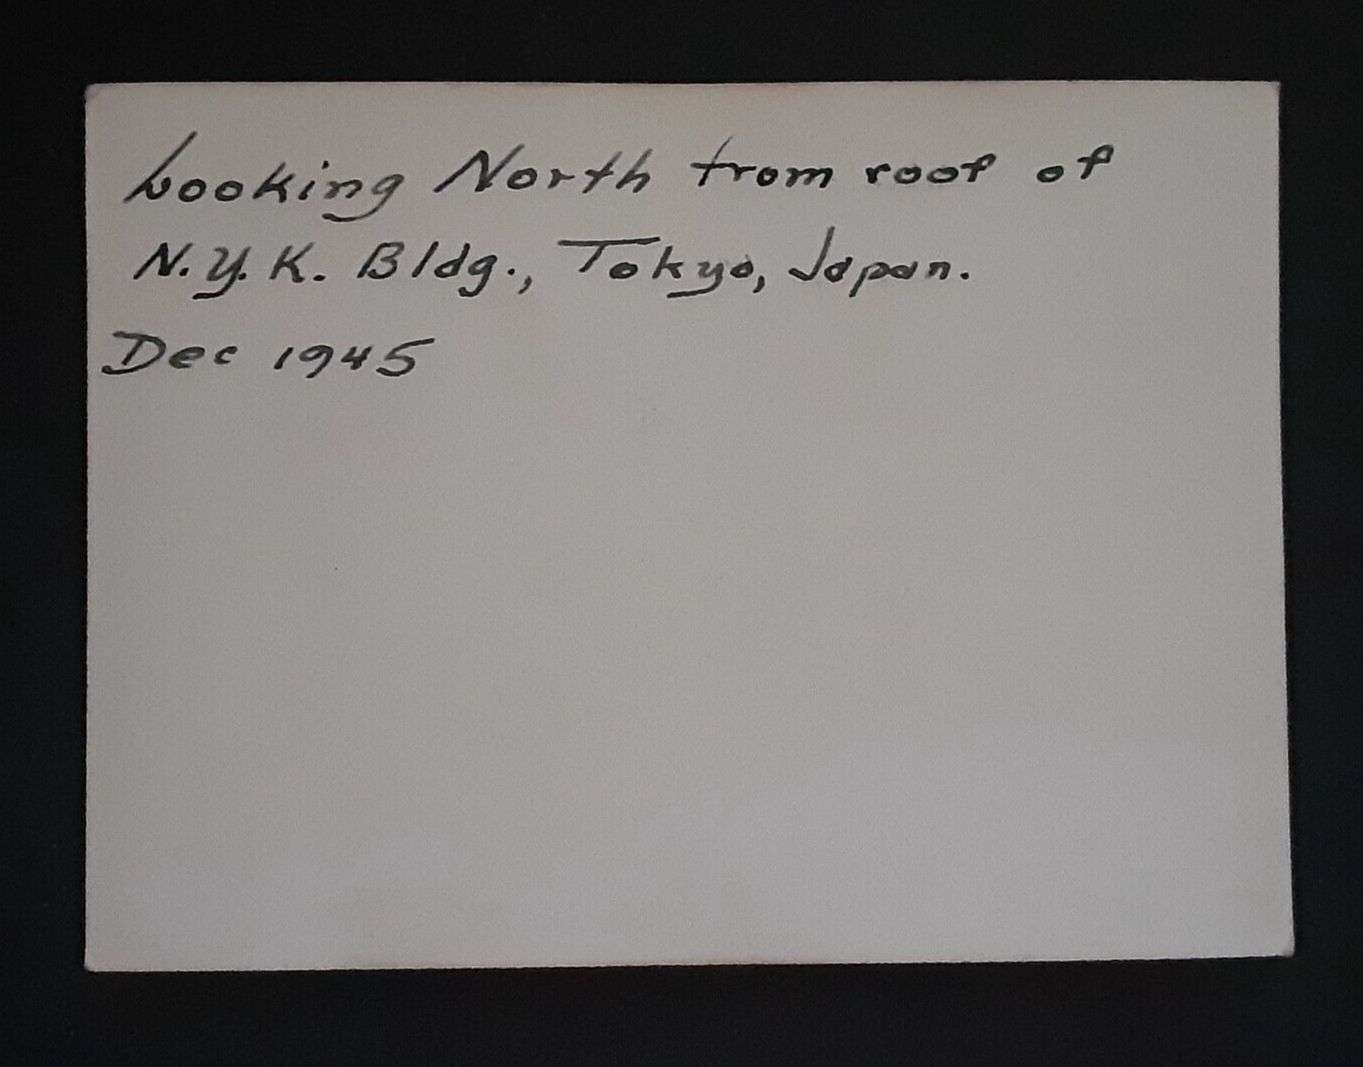 Looking North from roof of
N.Y.K. Bldg., Tokyo, Japan.
Dec 1945